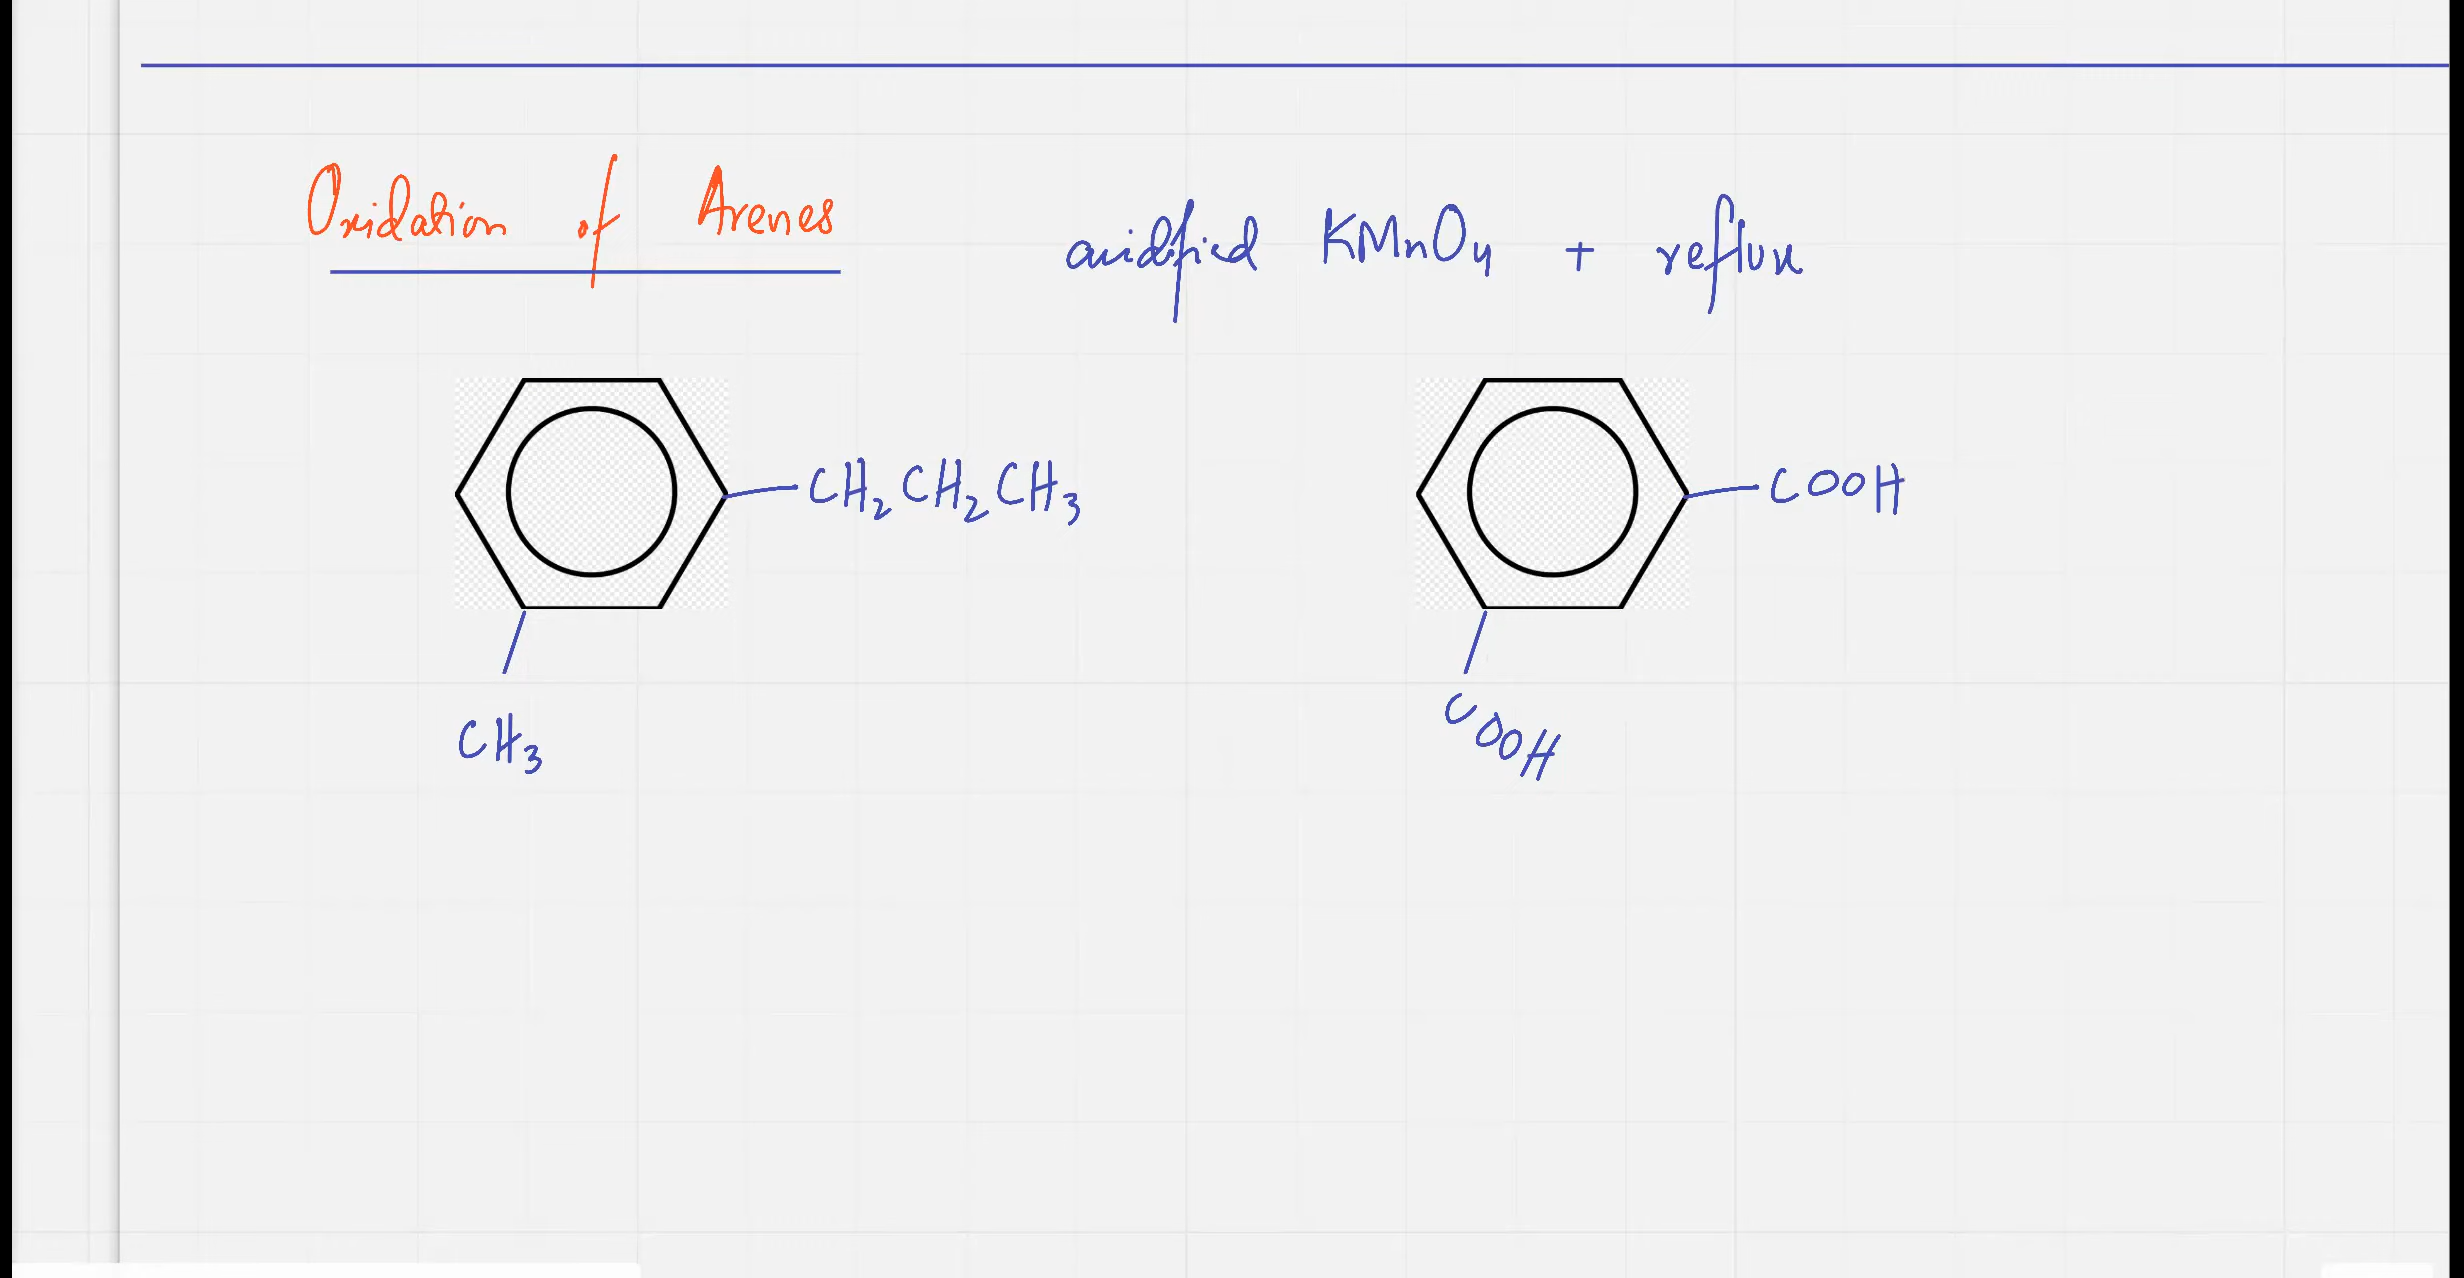 Oxidation of Arenes
acidified KMnO4 + reflux
CH2CH2CH3
COOH
CH3
COOH